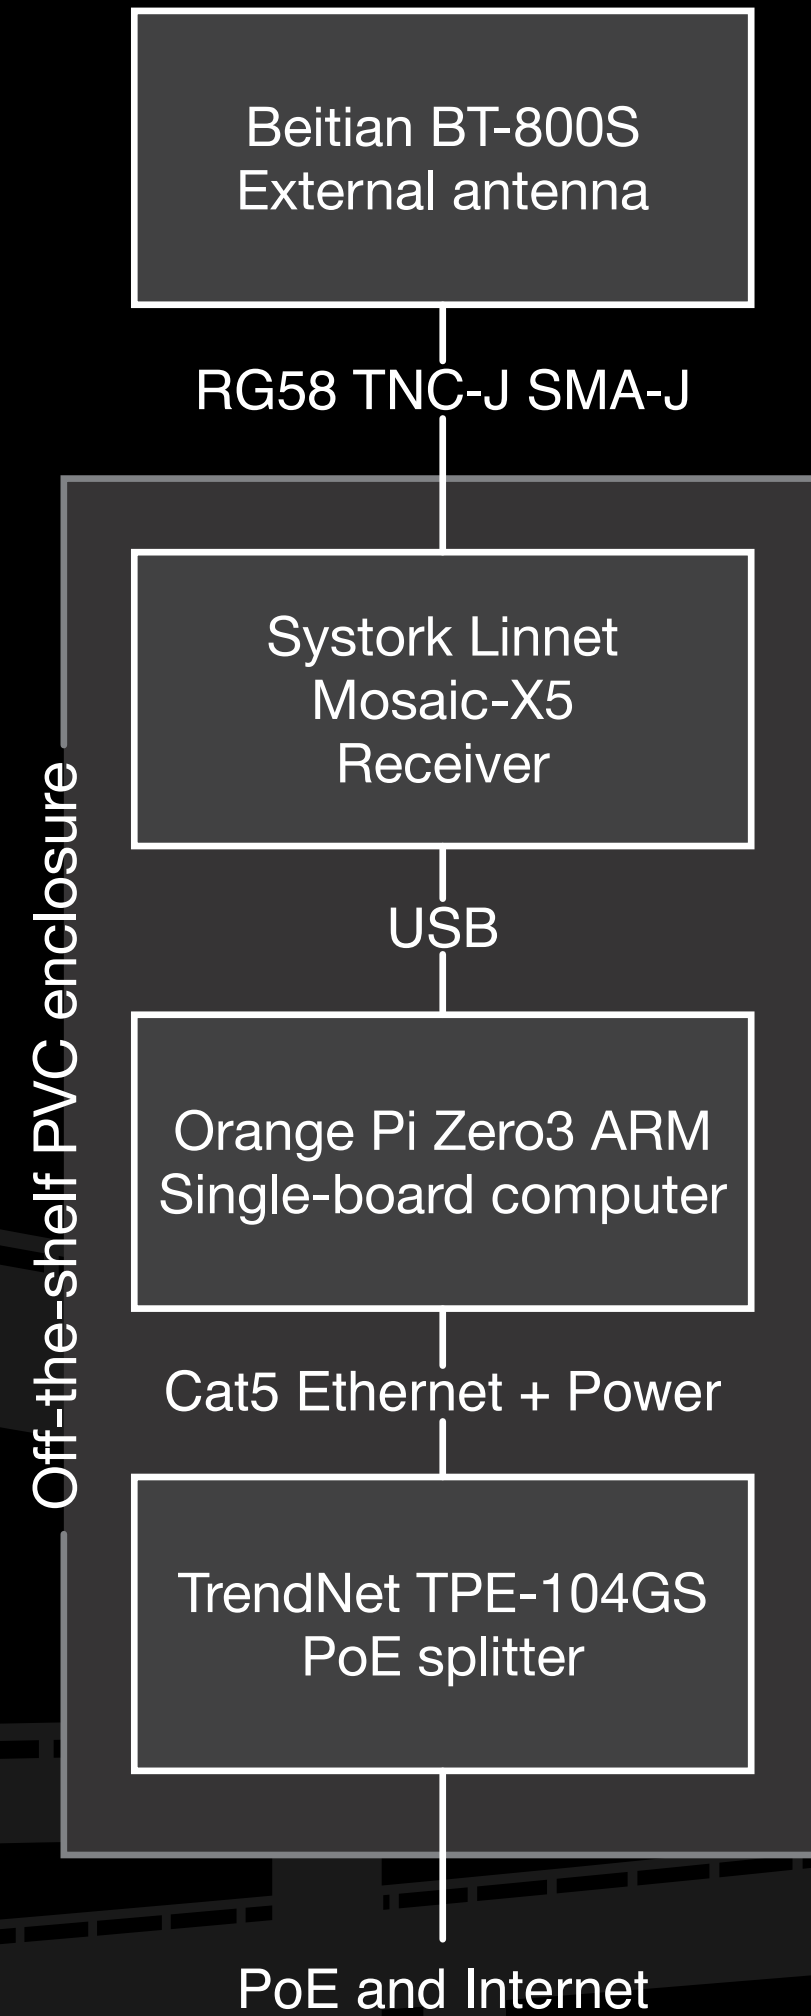 Beitian BT-800S
External antenna
RG58 TNC-J SMA-J
Off-the-shelf PVC enclosure
Systork Linnet
Mosaic-X5
Receiver
USB
Orange Pi Zero3 ARM
Single-board computer
Cat5 Ethernet + Power
TrendNet TPE-104GS
PoE splitter
PoE and Internet